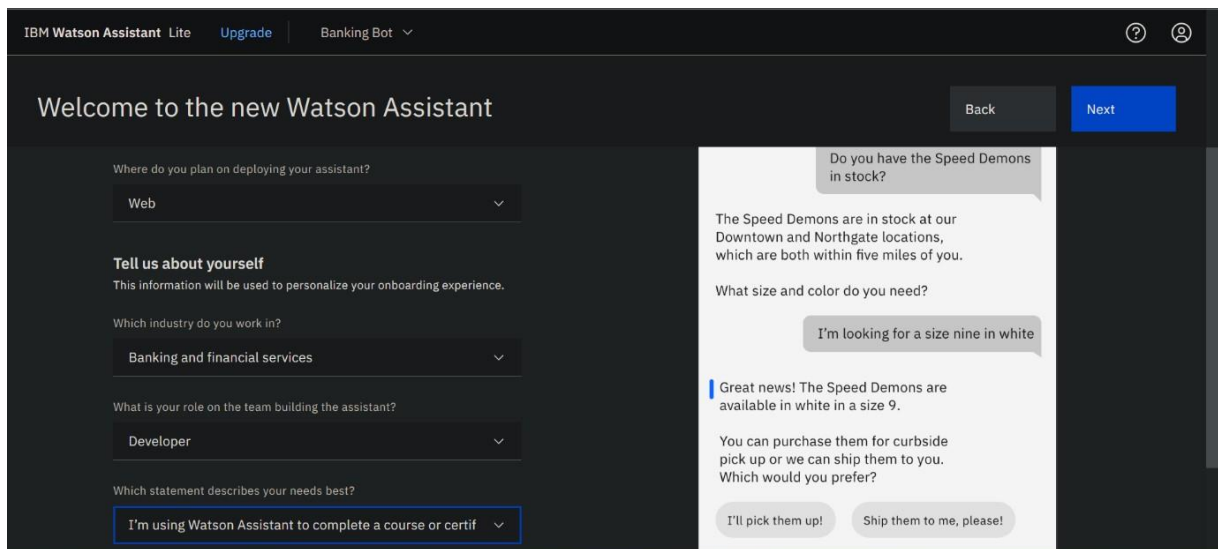 IBM Watson Assistant Lite Upgrade Banking Bot
Welcome to the new Watson Assistant
Back
Next
Where do you plan on deploying your assistant?
Web
Tell us about yourself
This information will be used to personalize your onboarding experience.
Which industry do you work in?
Banking and financial services
What is your role on the team building the assistant?
Developer
Which statement describes your needs best?
I'm using Watson Assistant to complete a course or certif
Do you have the Speed Demons
in stock?
The Speed Demons are in stock at our
Downtown and Northgate locations,
which are both within five miles of you.
What size and color do you need?
I'm looking for a size nine in white
Great news! The Speed Demons are
available in white in a size 9.
You can purchase them for curbside
pick up or we can ship them to you.
Which would you prefer?
I'll pick them up!
Ship them to me, please!